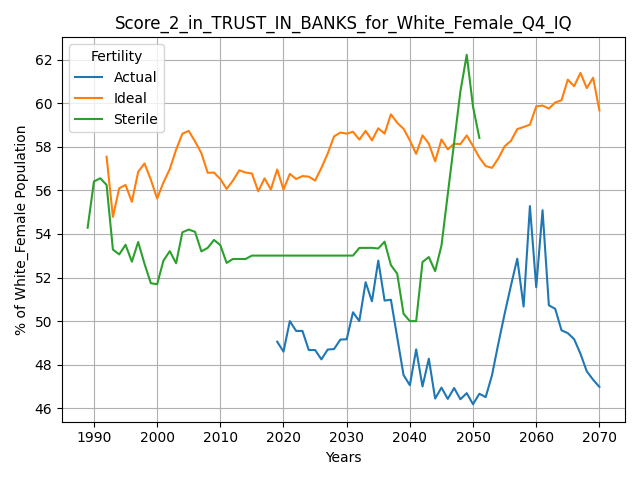 Score_2_in_TRUST_IN_BANKS_for_White_Female_Q4_IQ
Fertility
Actual
Ideal
Sterile
% of White_Female Population
62
60
58
56
54
52
50
48
46
1990 2000 2010 2020 2030 2040 2050 2060 2070
Years